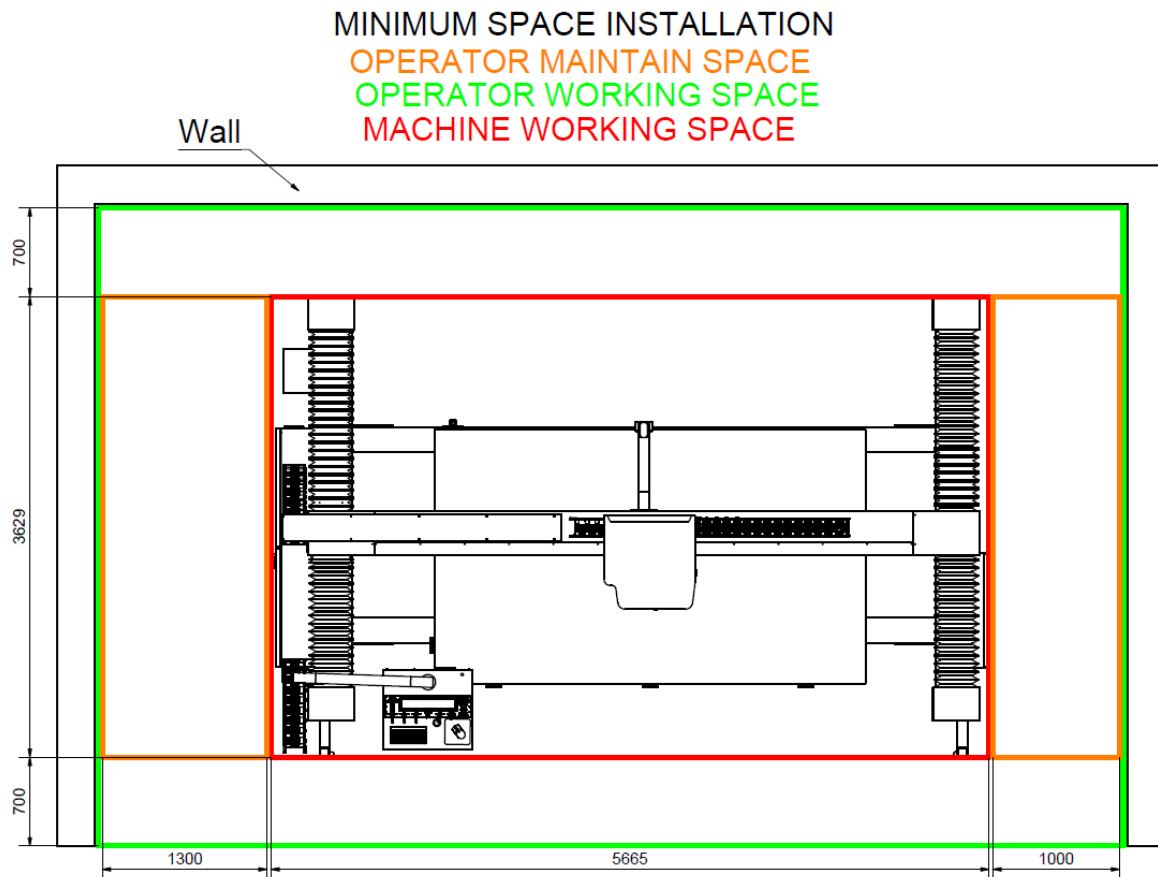 MINIMUM SPACE INSTALLATION
OPERATOR MAINTAIN SPACE
OPERATOR WORKING SPACE
MACHINE WORKING SPACE
Wall
700
3629
700
1300
5665
1000